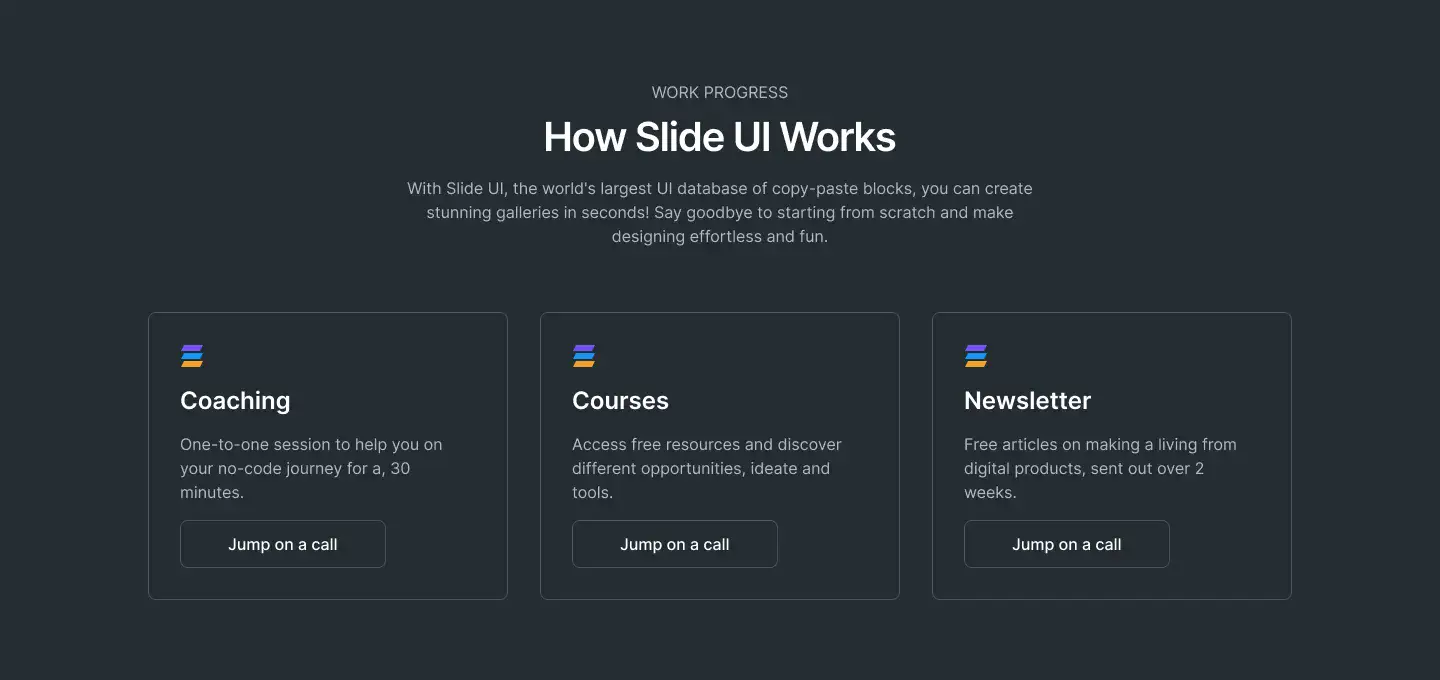 WORK PROGRESS
How Slide UI Works
With Slide UI, the world's largest UI database of copy-paste blocks, you can create
stunning galleries in seconds! Say goodbye to starting from scratch and make
designing effortless and fun.
Coaching
One-to-one session to help you on
your no-code journey for a, 30
minutes.
Jump on a call
Courses
Access free resources and discover
different opportunities, ideate and
tools.
Jump on a call
Newsletter
Free articles on making a living from
digital products, sent out over 2
weeks.
Jump on a call